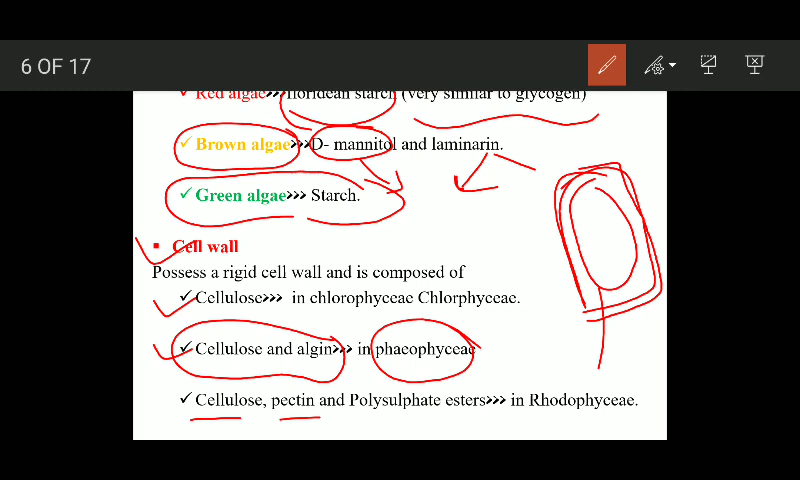 6 OF 17
✓ Red algae>>> floridean starch (very similar to glycogen)
✓ Brown algae>>>D- mannitol and laminarin.
✓ Green algae>>> Starch.
▪ Cell wall
Possess a rigid cell wall and is composed of
✓ Cellulose>>> in chlorophyceae Chlorphyceae.
✓ Cellulose and algin>>> in phaeophyceae
✓ Cellulose, pectin and Polysulphate esters>>> in Rhodophyceae.